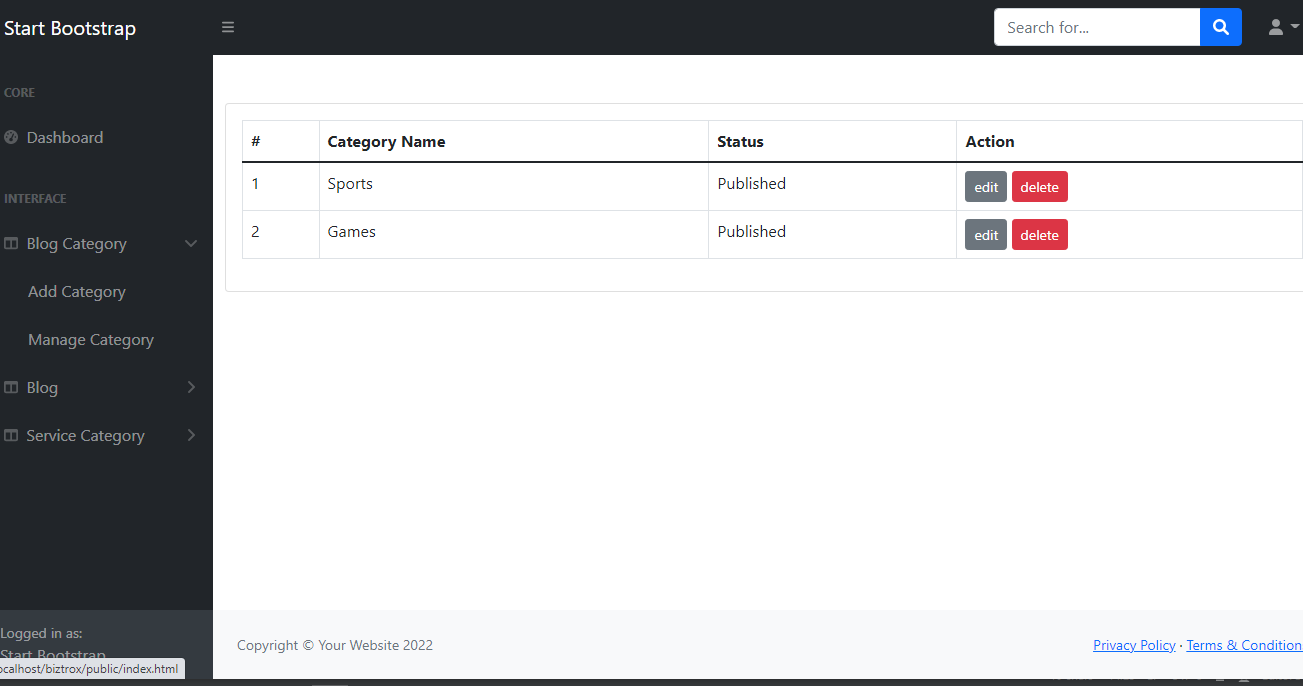 Start Bootstrap
Search for...
CORE
Dashboard
INTERFACE
Blog Category
Add Category
Manage Category
Blog
Service Category
# Category Name Status Action
1 Sports Published edit delete
2 Games Published edit delete
Logged in as:
Start Bootstrap
ocalhost/biztrox/public/index.html
Copyright © Your Website 2022
Privacy Policy · Terms & Condition